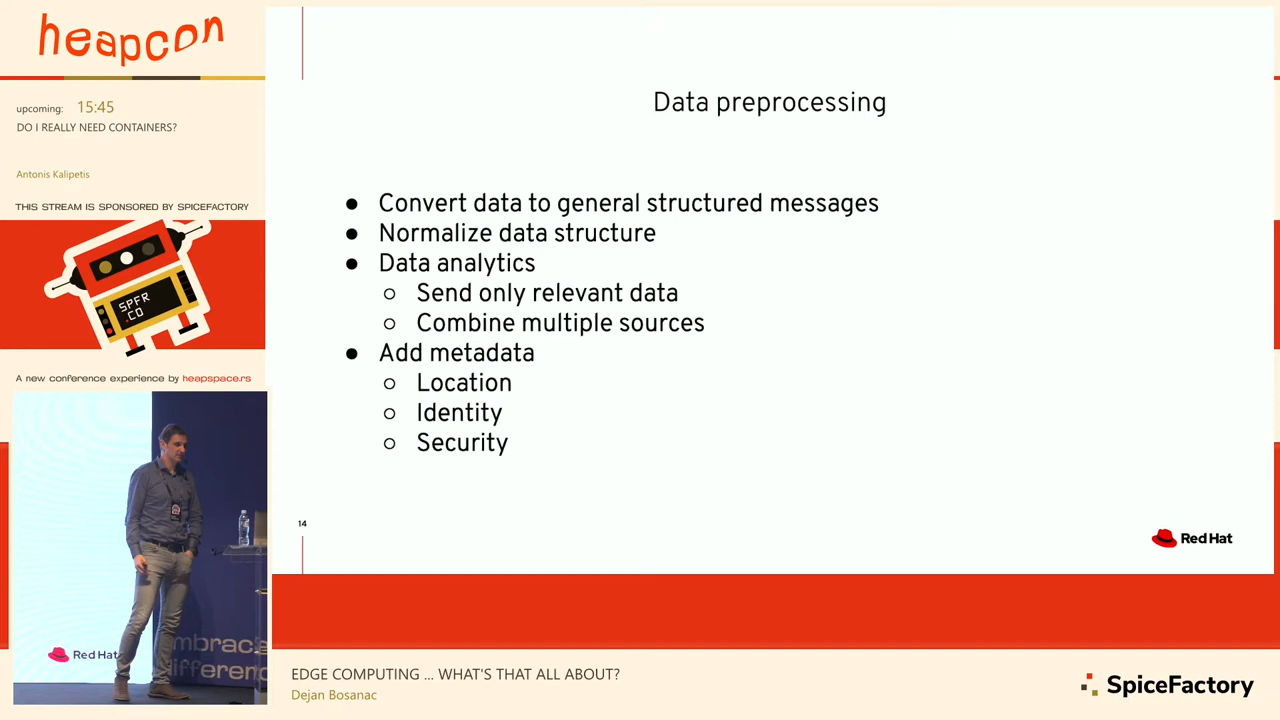 heapcon
upcoming: 15:45
DO I REALLY NEED CONTAINERS?
Antonis Kalipetis
THIS STREAM IS SPONSORED BY SPICEFACTORY
SPFR
.CO
A new conference experience by heapspace.rs
Data preprocessing
● Convert data to general structured messages
● Normalize data structure
● Data analytics
○ Send only relevant data
○ Combine multiple sources
● Add metadata
○ Location
○ Identity
○ Security
14
Red Hat
Red Hat
mbrac
ifferen
EDGE COMPUTING ... WHAT'S THAT ALL ABOUT?
Dejan Bosanac
SpiceFactory